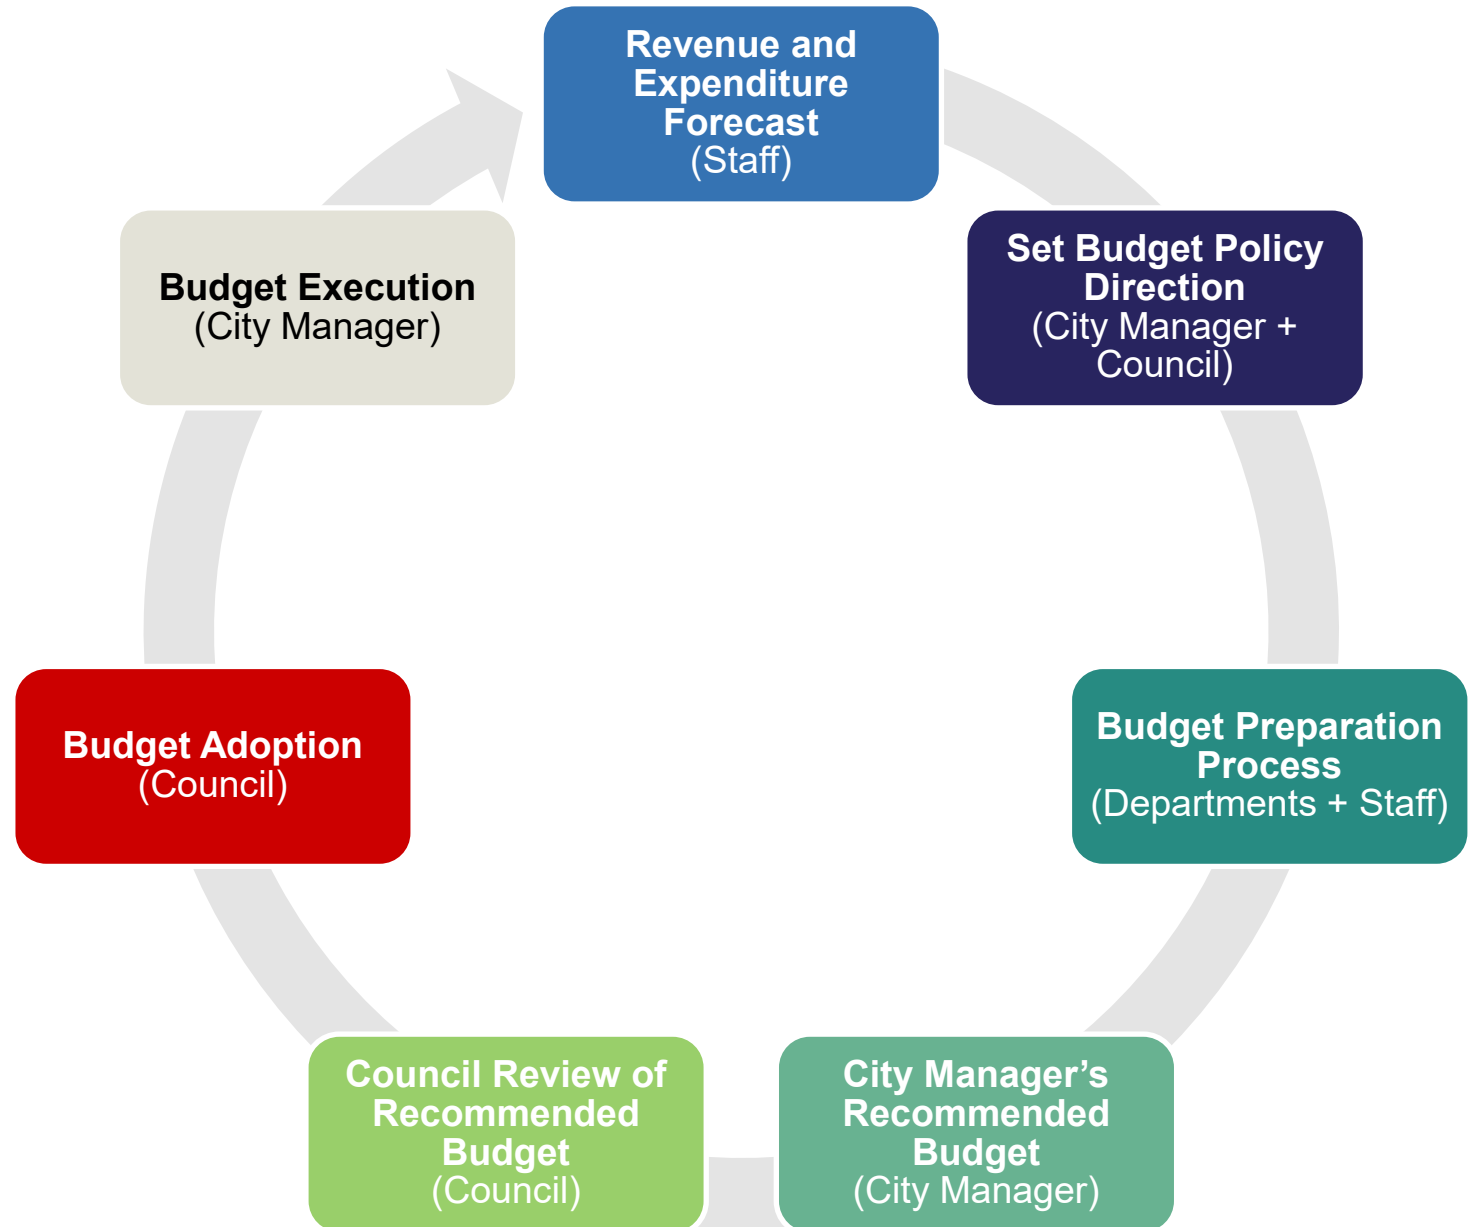 Revenue and
Expenditure
Forecast
(Staff)
Set Budget Policy
Direction
(City Manager +
Council)
Budget Preparation
Process
(Departments + Staff)
City Manager’s
Recommended
Budget
(City Manager)
Council Review of
Recommended
Budget
(Council)
Budget Adoption
(Council)
Budget Execution
(City Manager)